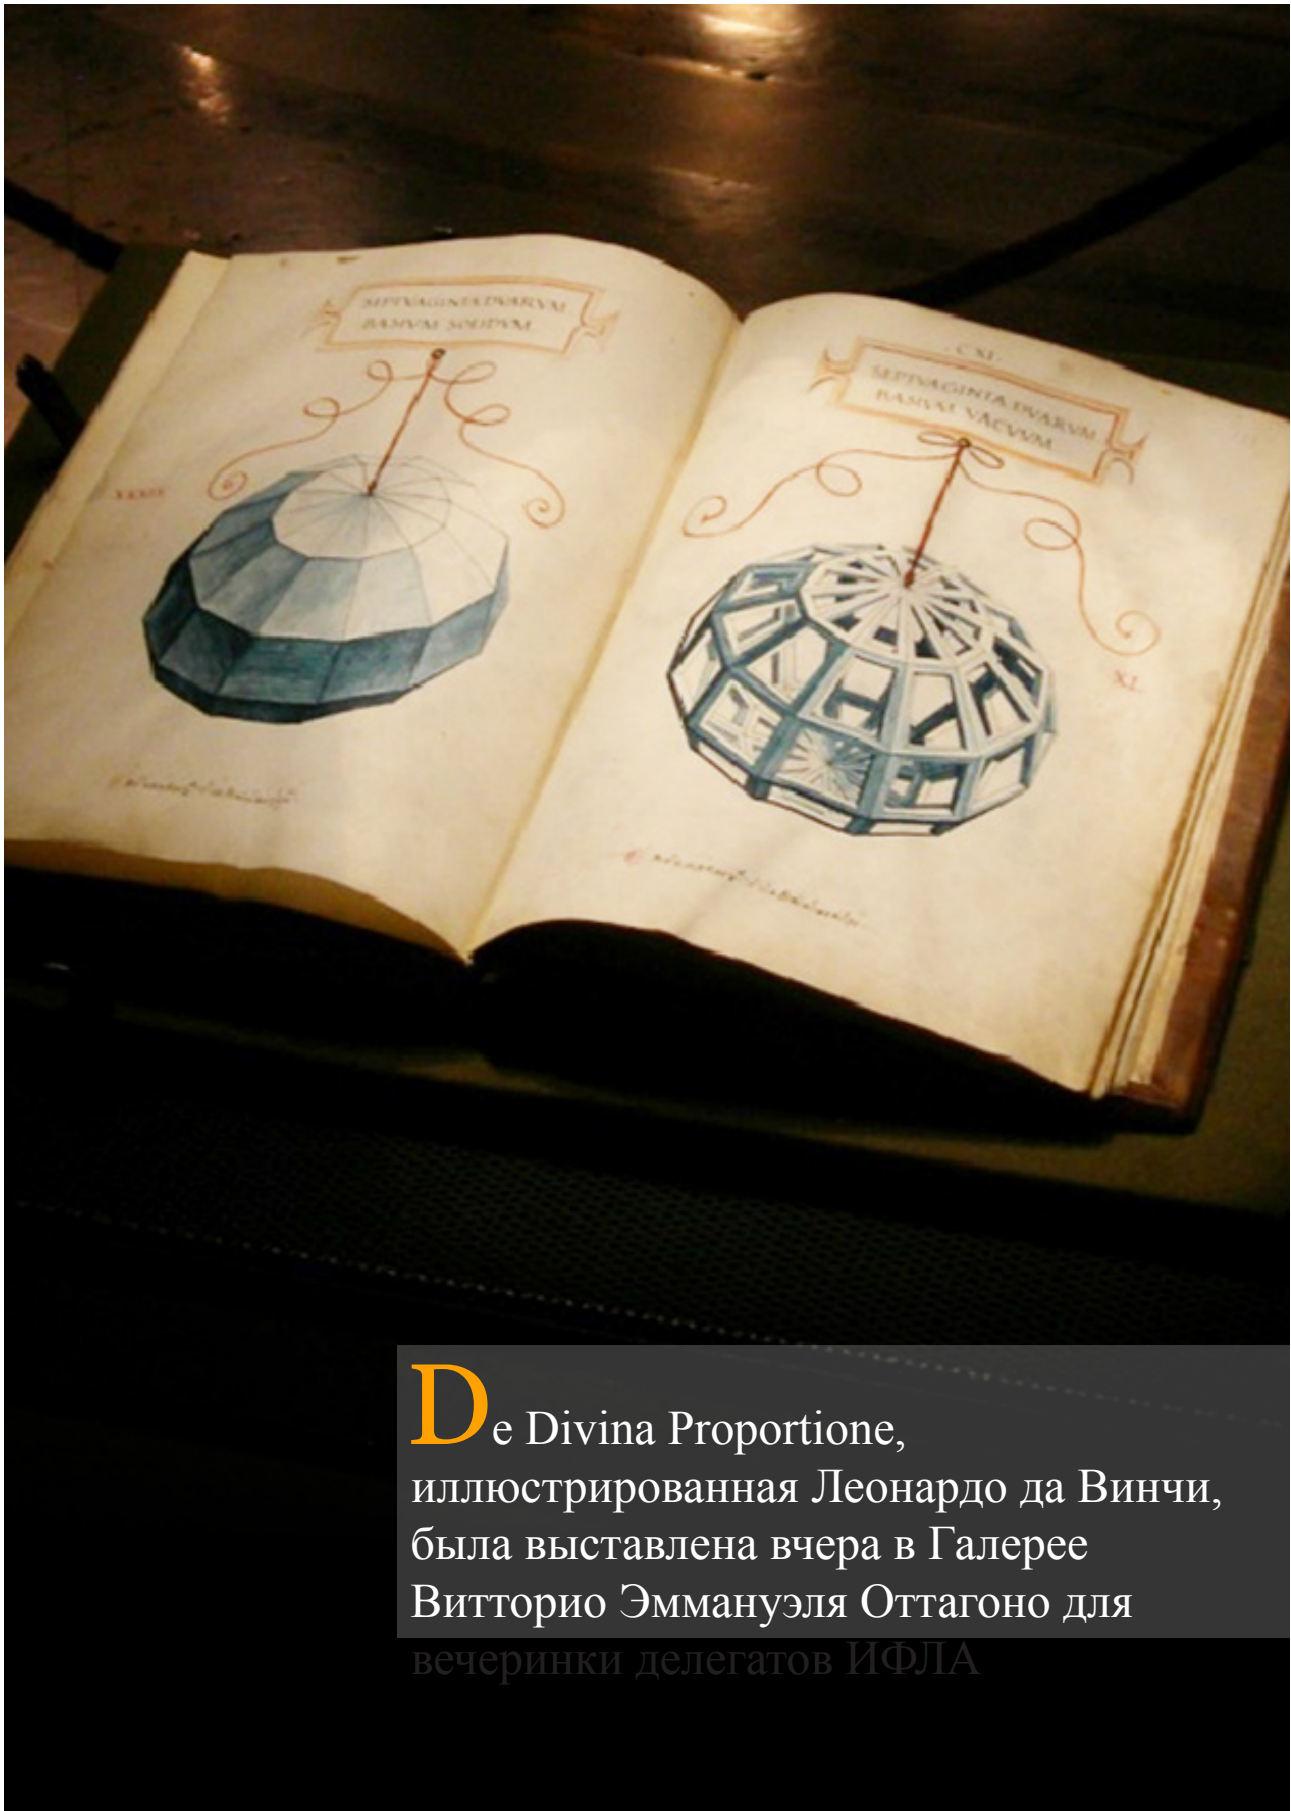 SEPTVAGINTA DVARVM
BASIVM SOLIDVM
. CXI .
SEPTVAGINTA DVARVM
BASIVM VACVVM
XL
De Divina Proportione,
иллюстрированная Леонардо да Винчи,
была выставлена вчера в Галерее
Витторио Эммануэля Оттагоно для
вечеринки делегатов ИФЛА